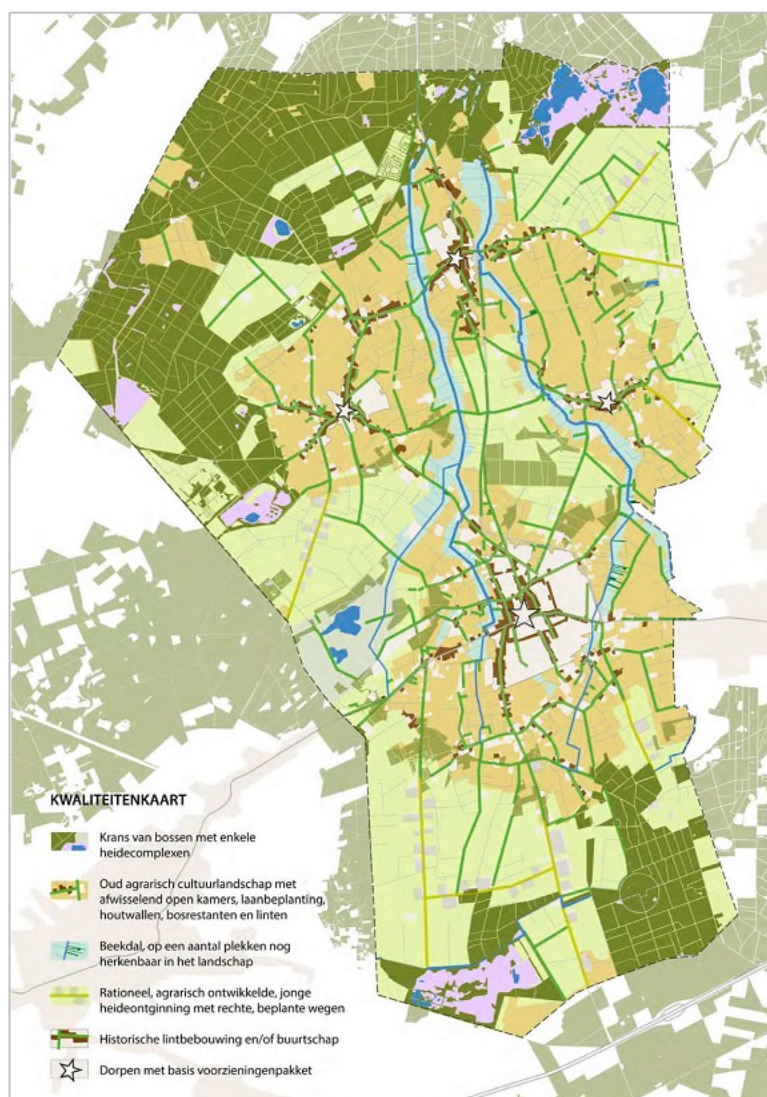 KWALITEITENKAART
Krans van bossen met enkele
heidecomplexen
Oud agrarisch cultuurlandschap met
afwisselend open kamers, laanbeplanting,
houtwallen, bosrestanten en linten
Beekdal, op een aantal plekken nog
herkenbaar in het landschap
Rationeel, agrarisch ontwikkelde, jonge
heideontginning met rechte, beplante wegen
Historische lintbebouwing en/of buurtschap
Dorpen met basis voorzieningenpakket